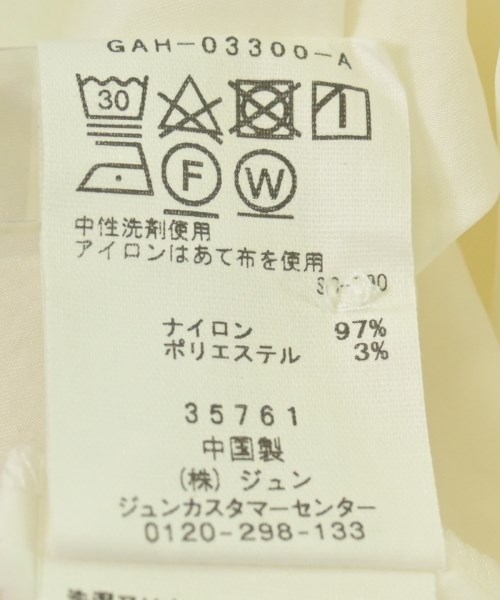 GAH-03300-A
30
F W
中性洗剤使用
アイロンはあて布を使用
ナイロン 97%
ポリエステル 3%
35761
中国製
(株) ジュン
ジュンカスタマーセンター
0120-298-133